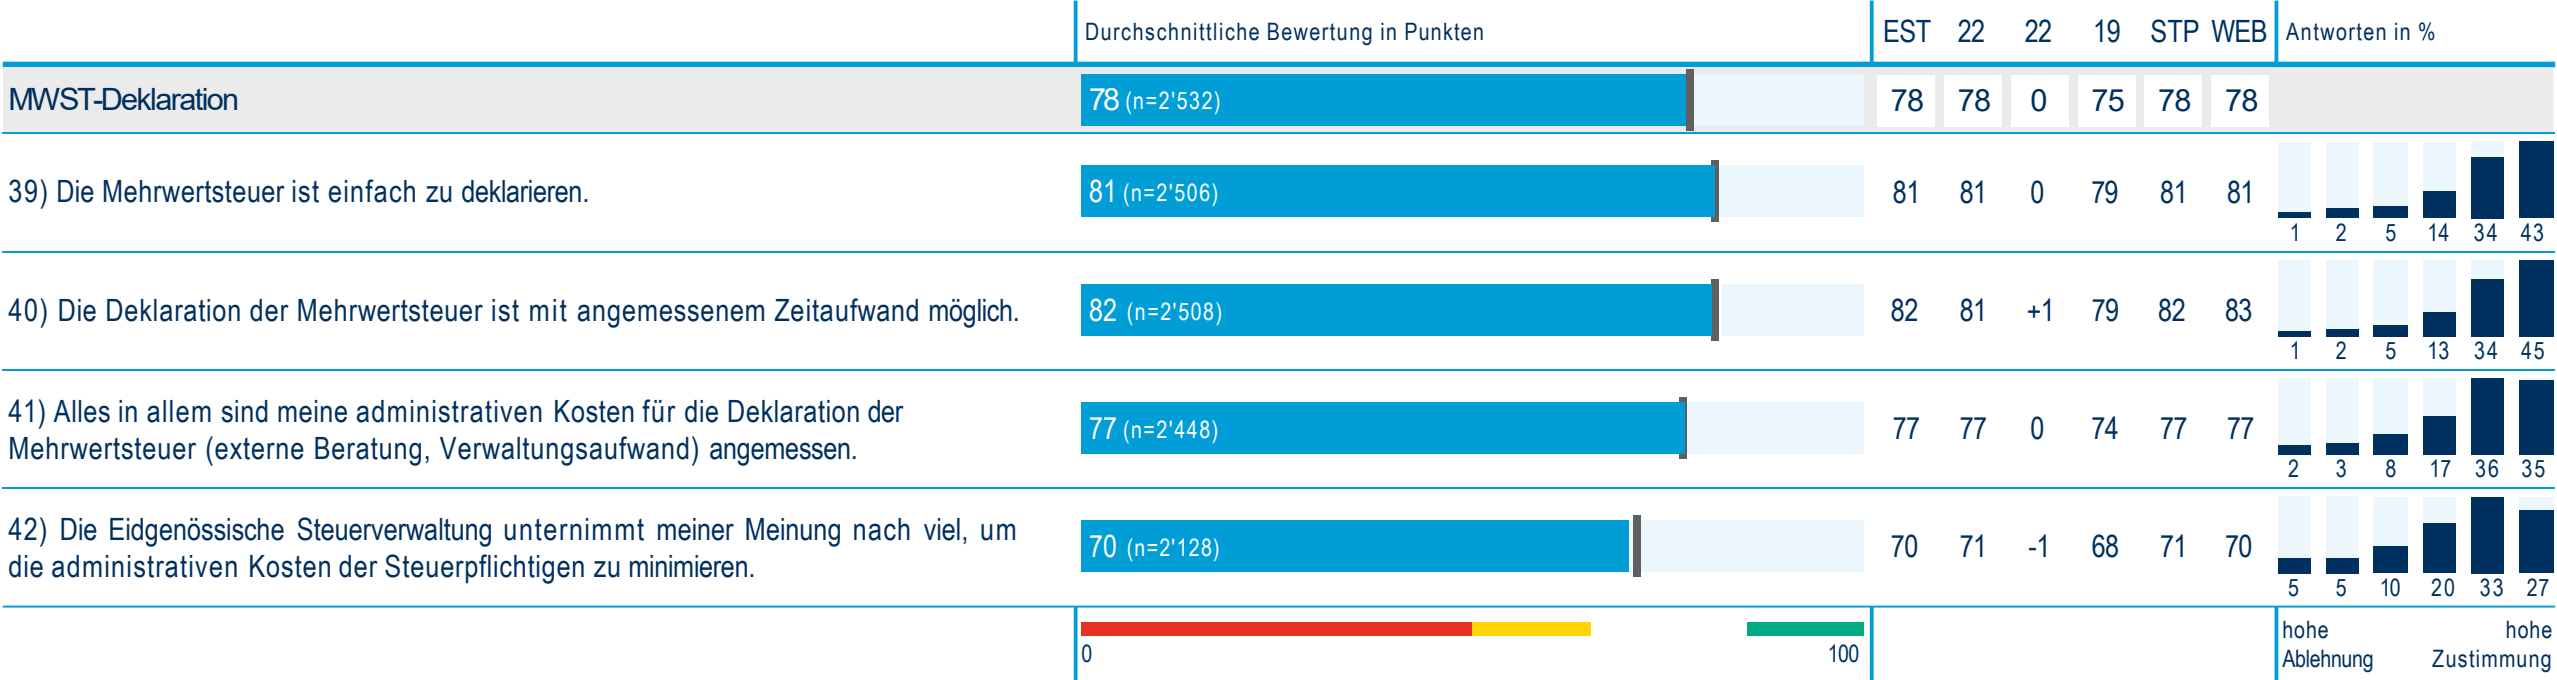 Durchschnittliche Bewertung in Punkten EST 22 22 19 STP WEB Antworten in %
MWST-Deklaration 78 (n=2'532) 78 78 0 75 78 78
39) Die Mehrwertsteuer ist einfach zu deklarieren. 81 (n=2'506) 81 81 0 79 81 81
1 2 5 14 34 43
40) Die Deklaration der Mehrwertsteuer ist mit angemessenem Zeitaufwand möglich. 82 (n=2'508) 82 81 +1 79 82 83
1 2 5 13 34 45
41) Alles in allem sind meine administrativen Kosten für die Deklaration der
Mehrwertsteuer (externe Beratung, Verwaltungsaufwand) angemessen. 77 (n=2'448) 77 77 0 74 77 77
2 3 8 17 36 35
42) Die Eidgenössische Steuerverwaltung unternimmt meiner Meinung nach viel, um
die administrativen Kosten der Steuerpflichtigen zu minimieren. 70 (n=2'128) 70 71 -1 68 71 70
5 5 10 20 33 27
0 100
hohe hohe
Ablehnung Zustimmung